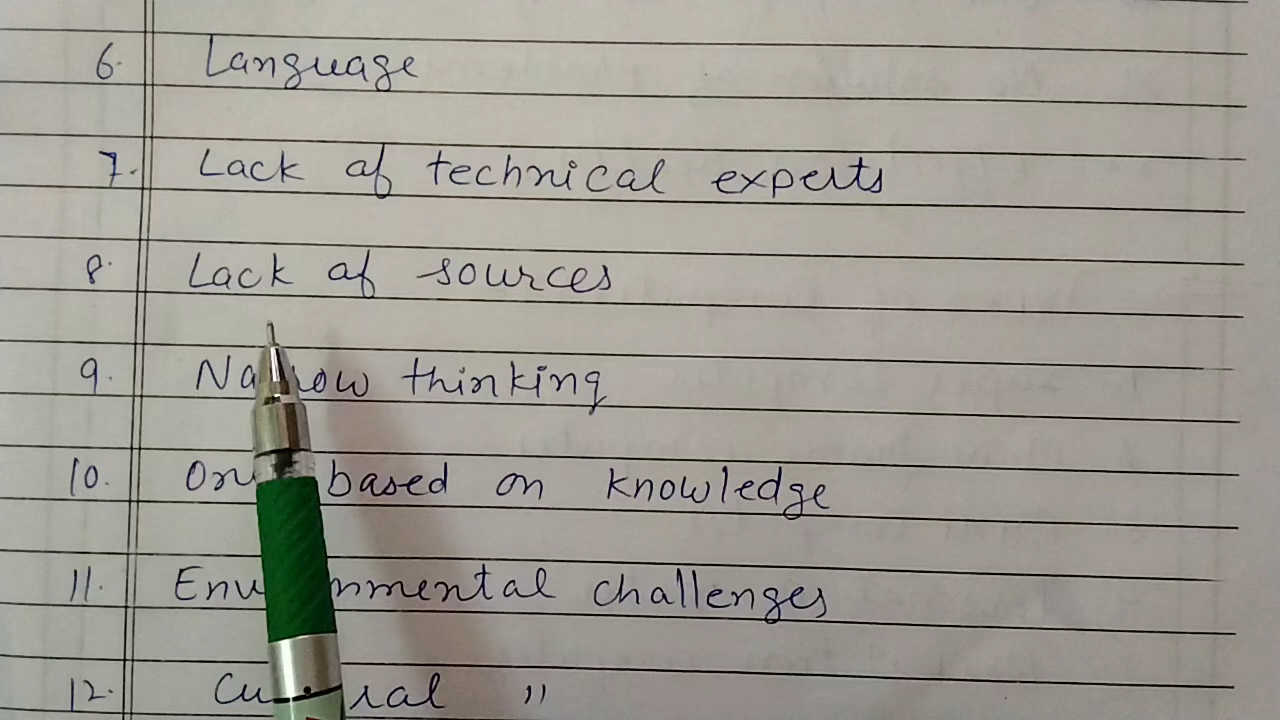 6. Language
7. Lack of technical experts
8. Lack of sources
9. thinking
10. based on knowledge
11. challenges
12. "